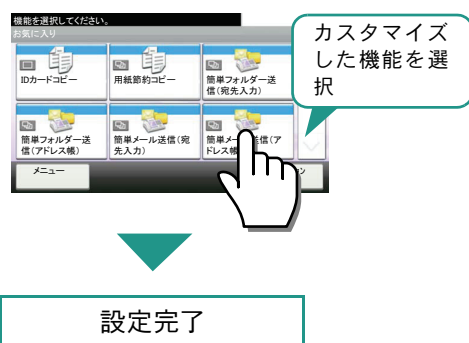 機能を選択してください。
お気に入り
カスタマイズ
した機能を選
択
IDカードコピー
用紙節約コピー
簡単フォルダー送
信(宛先入力)
簡単フォルダー送
信(アドレス帳)
簡単メール送信(宛
先入力)
簡単メー
送信(ア
ドレス帳
メニュー
設定完了